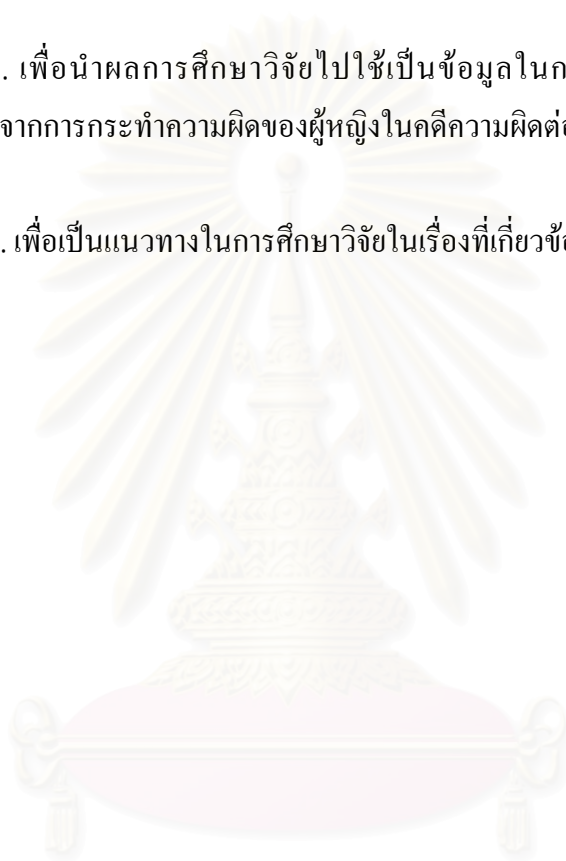 . เพื่อนำผลการศึกษาวิจัยไปใช้เป็นข้อมูลใน
จากการกระทำความผิดของผู้หญิงในคดีความผิดต่
. เพื่อเป็นแนวทางในการศึกษาวิจัยในเรื่องที่เกี่ยวข้